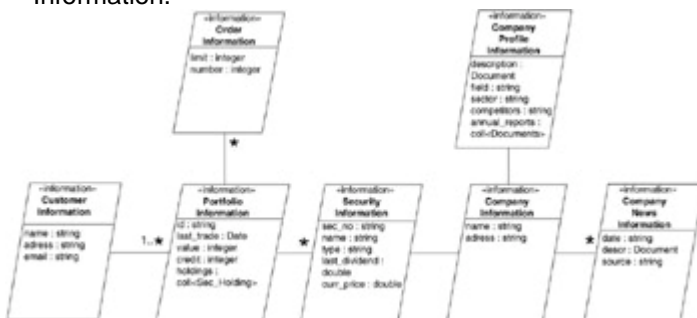 Information.
«information»
Order
Information
limit : integer
number : integer
*
«information»
Company
Profile
Information
description :
Document
field : string
sector : string
competitors : string
annual_reports :
coll<Documents>
«information»
Customer
Information
name : string
adress : string
email : string
1..*
«information»
Portfolio
Information
id : string
last_trade : Date
value : integer
credit : integer
holdings :
coll<Sec_Holding>
*
«information»
Security
Information
sec_no : string
name : string
type : string
last_dividend :
double
curr_price : double
«information»
Company
Information
name : string
adress : string
*
«information»
Company
News
Information
date : string
descr : Document
source : string